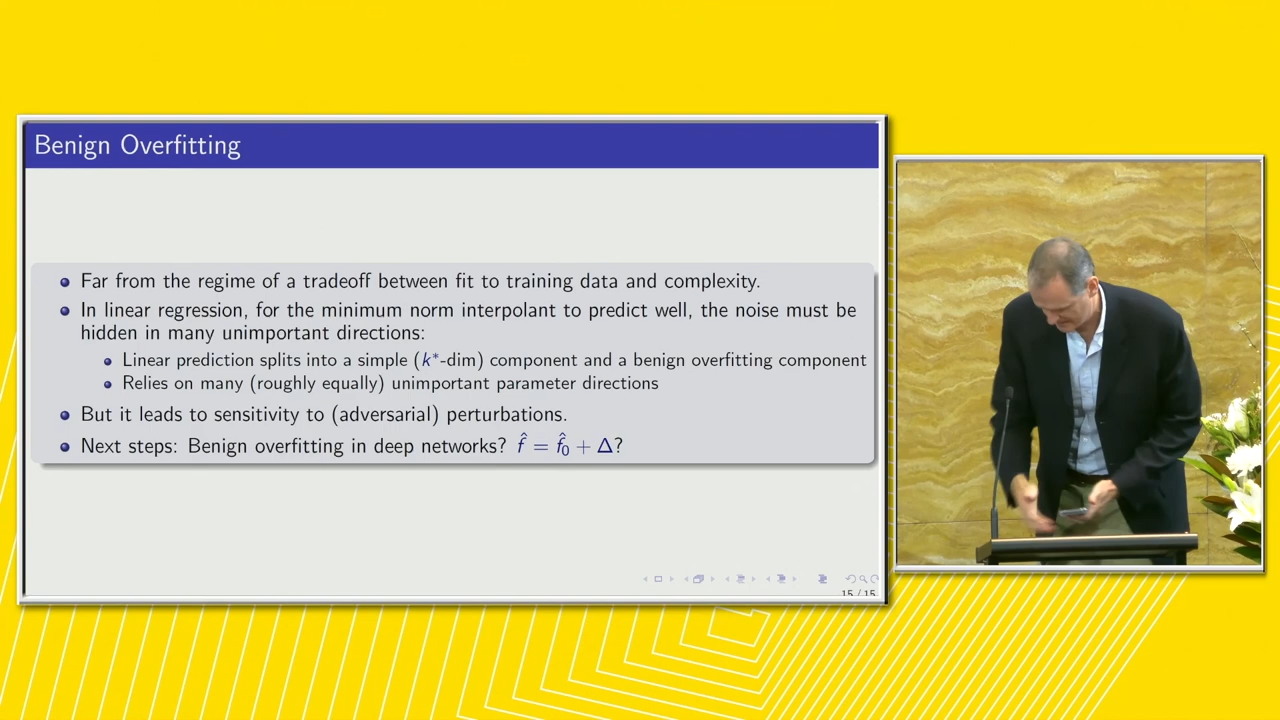 Benign Overfitting
Far from the regime of a tradeoff between fit to training data and complexity.
In linear regression, for the minimum norm interpolant to predict well, the noise must be
hidden in many unimportant directions:
Linear prediction splits into a simple (k*-dim) component and a benign overfitting component
Relies on many (roughly equally) unimportant parameter directions
But it leads to sensitivity to (adversarial) perturbations.
Next steps: Benign overfitting in deep networks? f̂ = f̂₀ + Δ?
15 / 15